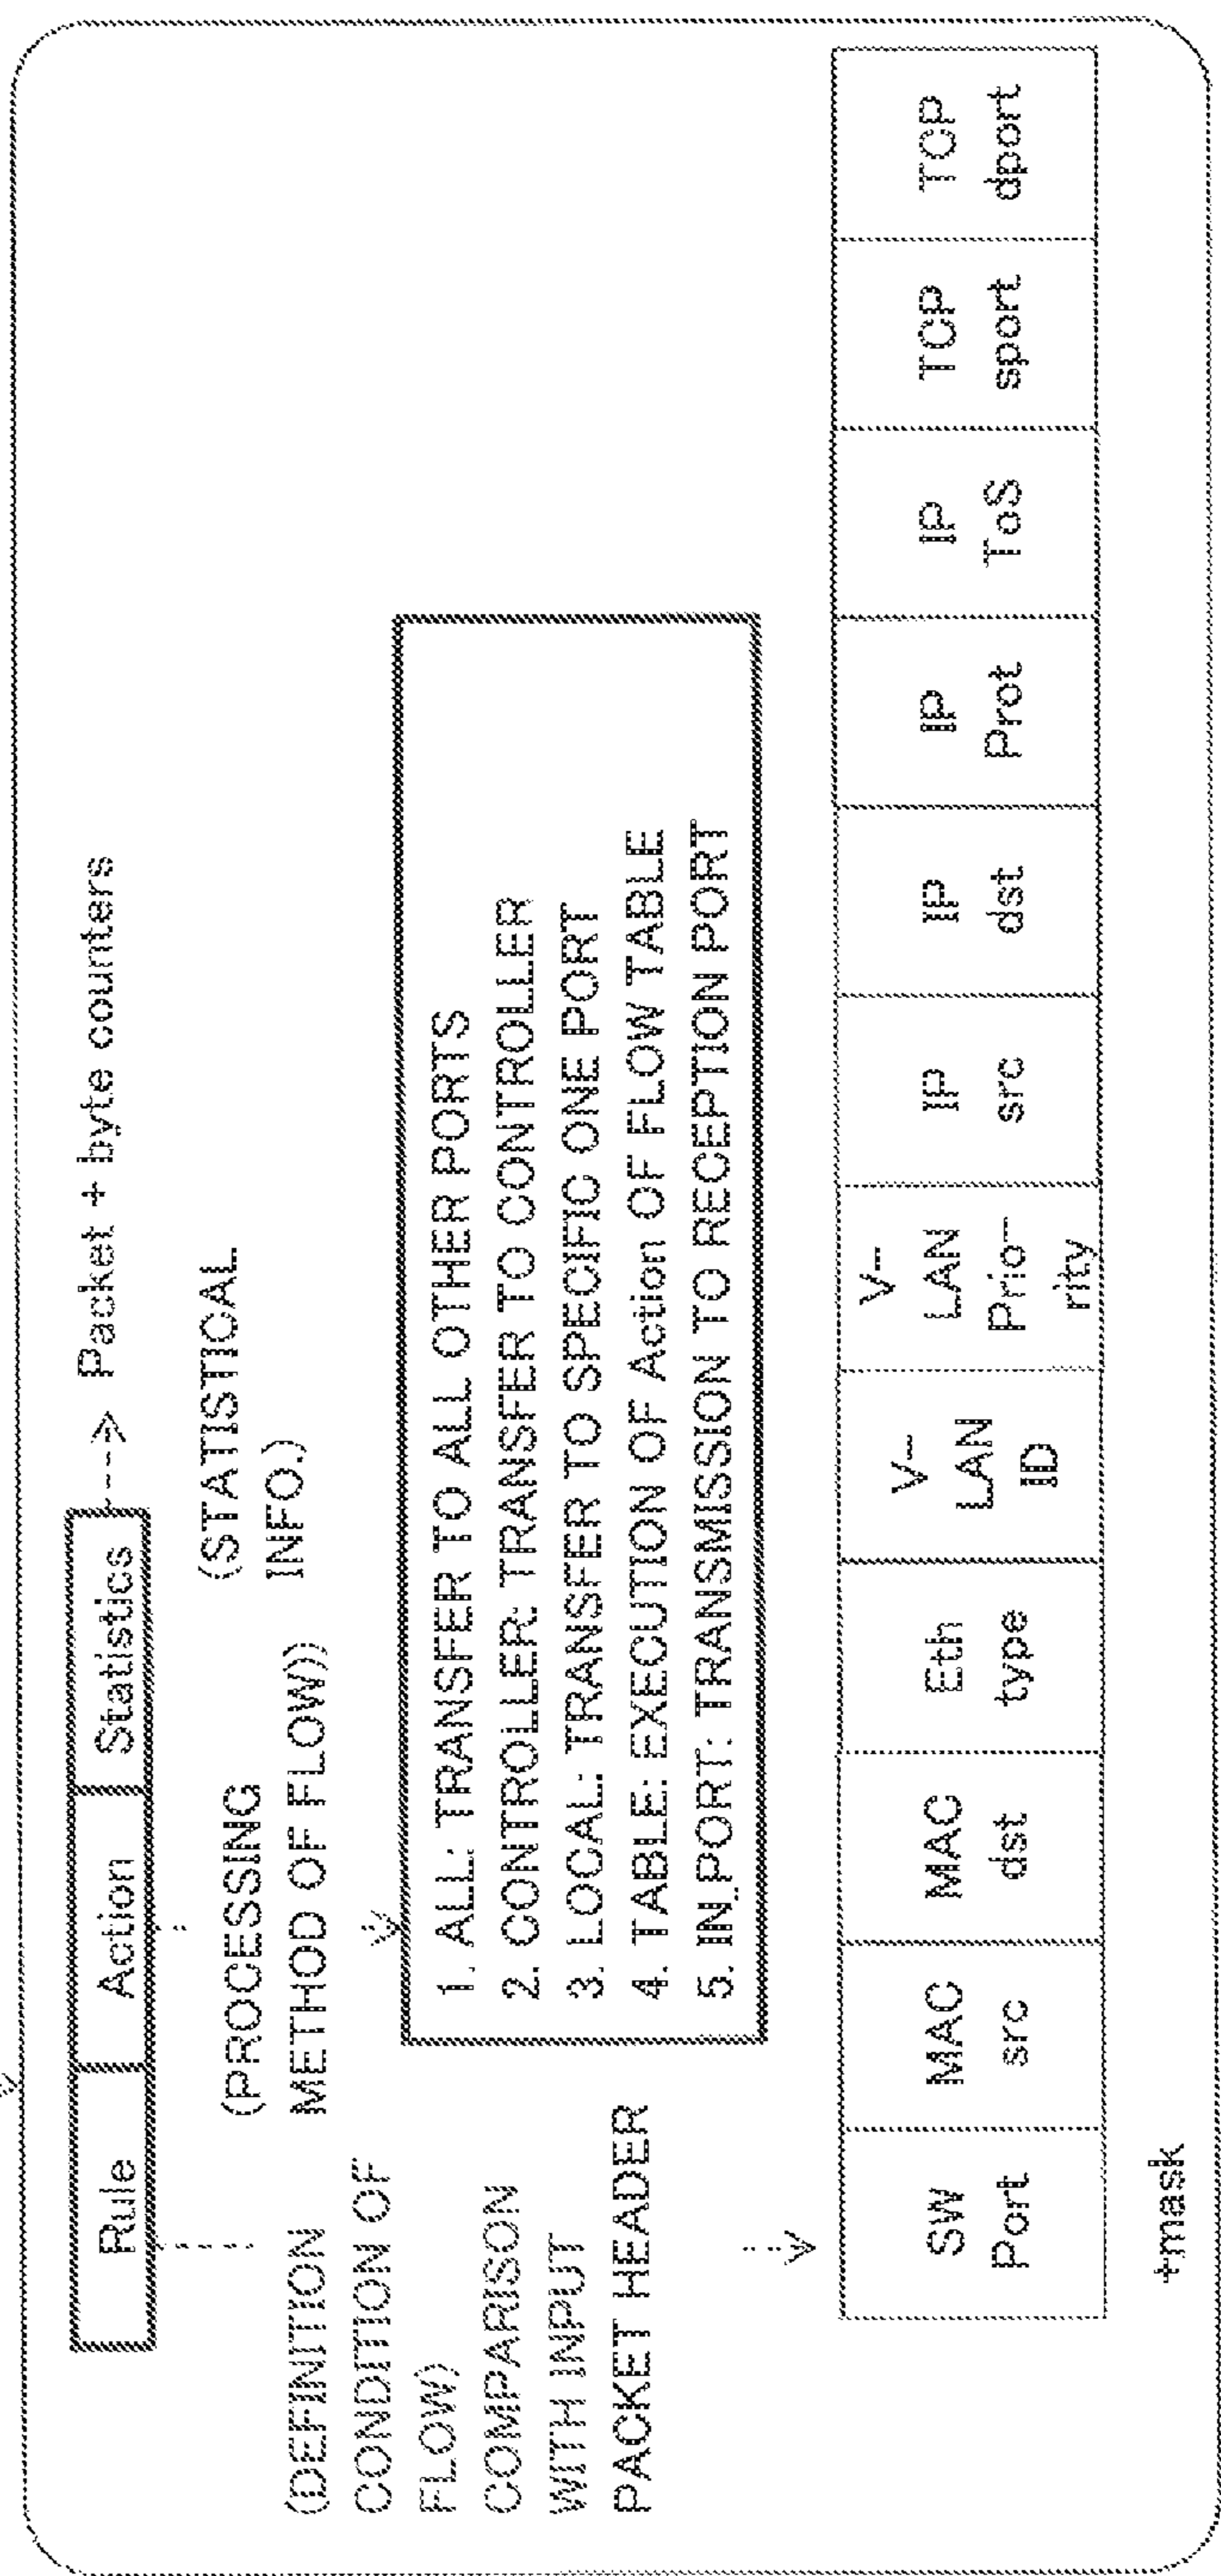 Rule
Action
Statistics
Packet + byte counters
(DEFINITION
CONDITION OF
FLOW)
COMPARISON
WITH INPUT
PACKET HEADER
(PROCESSING
METHOD OF FLOW))
(STATISTICAL
INFO.)
1. ALL: TRANSFER TO ALL OTHER PORTS
2. CONTROLLER: TRANSFER TO CONTROLLER
3. LOCAL: TRANSFER TO SPECIFIC ONE PORT
4. TABLE: EXECUTION OF Action OF FLOW TABLE
5. IN_PORT: TRANSMISSION TO RECEPTION PORT
SW
Port
MAC
src
MAC
dst
Eth
type
V-
LAN
ID
V-
LAN
Prio-
rity
IP
src
IP
dst
IP
Prot
IP
ToS
TCP
sport
TCP
dport
+mask